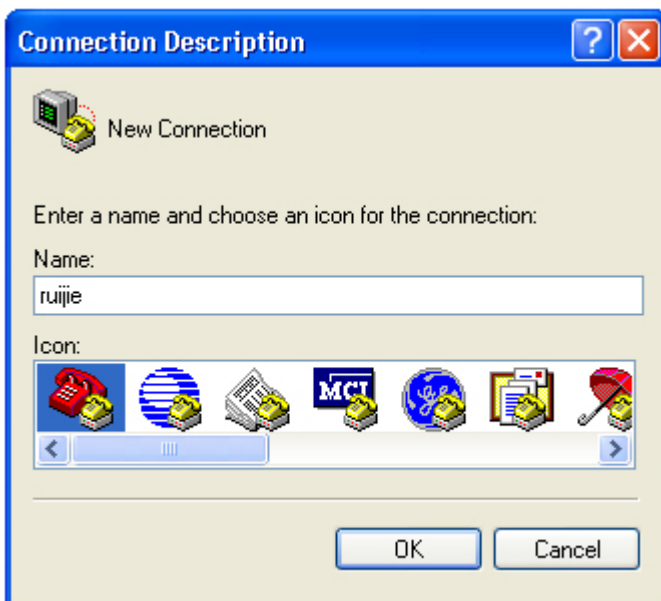 Connection Description
New Connection
Enter a name and choose an icon for the connection:
Name:
ruijie
Icon:
MCI
OK Cancel